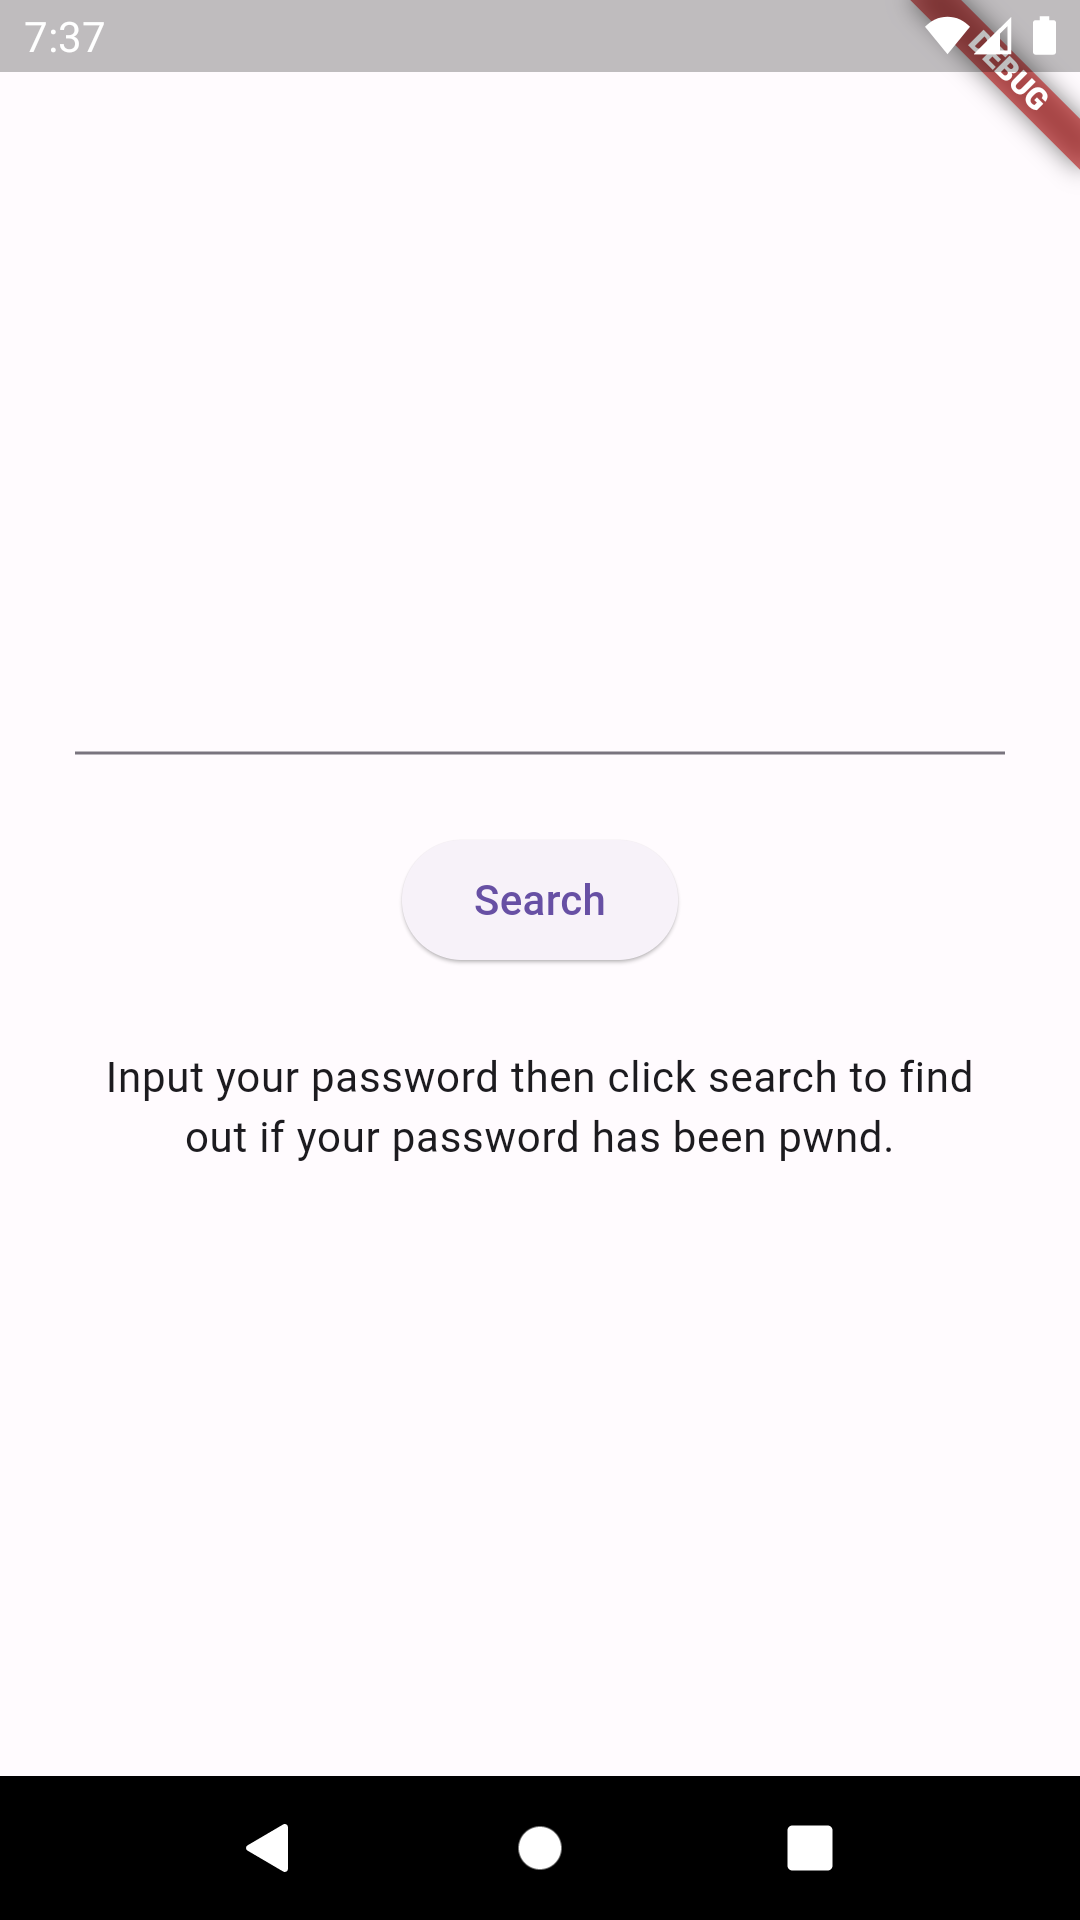 7:37
DEBUG
Search
Input your password then click search to find
out if your password has been pwnd.